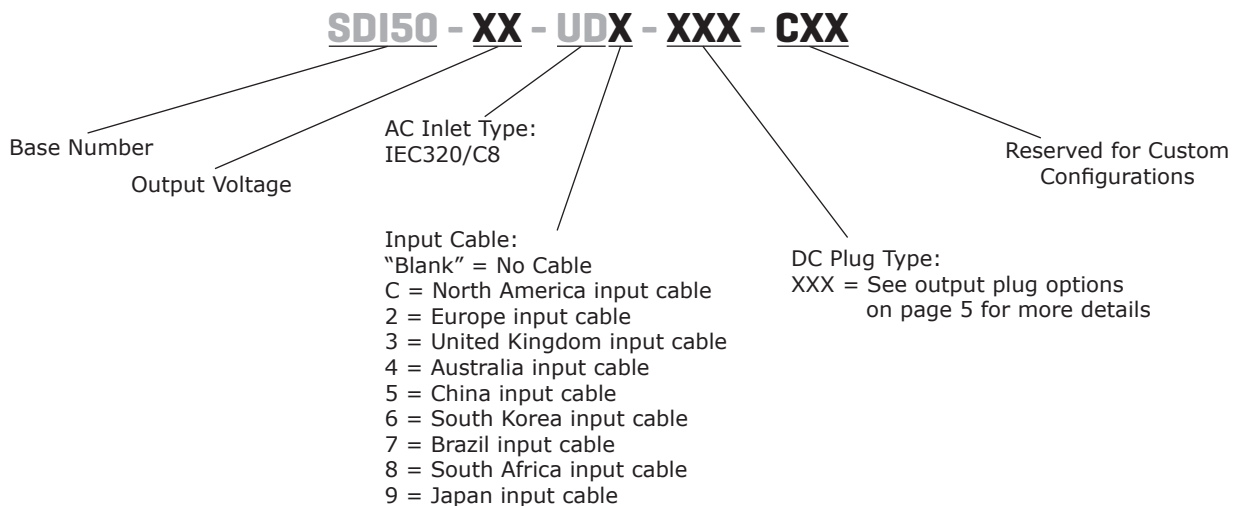 SDI50 - XX - UDX - XXX - CXX
Base Number
Output Voltage
AC Inlet Type:
IEC320/C8
Reserved for Custom
Configurations
Input Cable:
“Blank” = No Cable
C = North America input cable
2 = Europe input cable
3 = United Kingdom input cable
4 = Australia input cable
5 = China input cable
6 = South Korea input cable
7 = Brazil input cable
8 = South Africa input cable
9 = Japan input cable
DC Plug Type:
XXX = See output plug options
on page 5 for more details